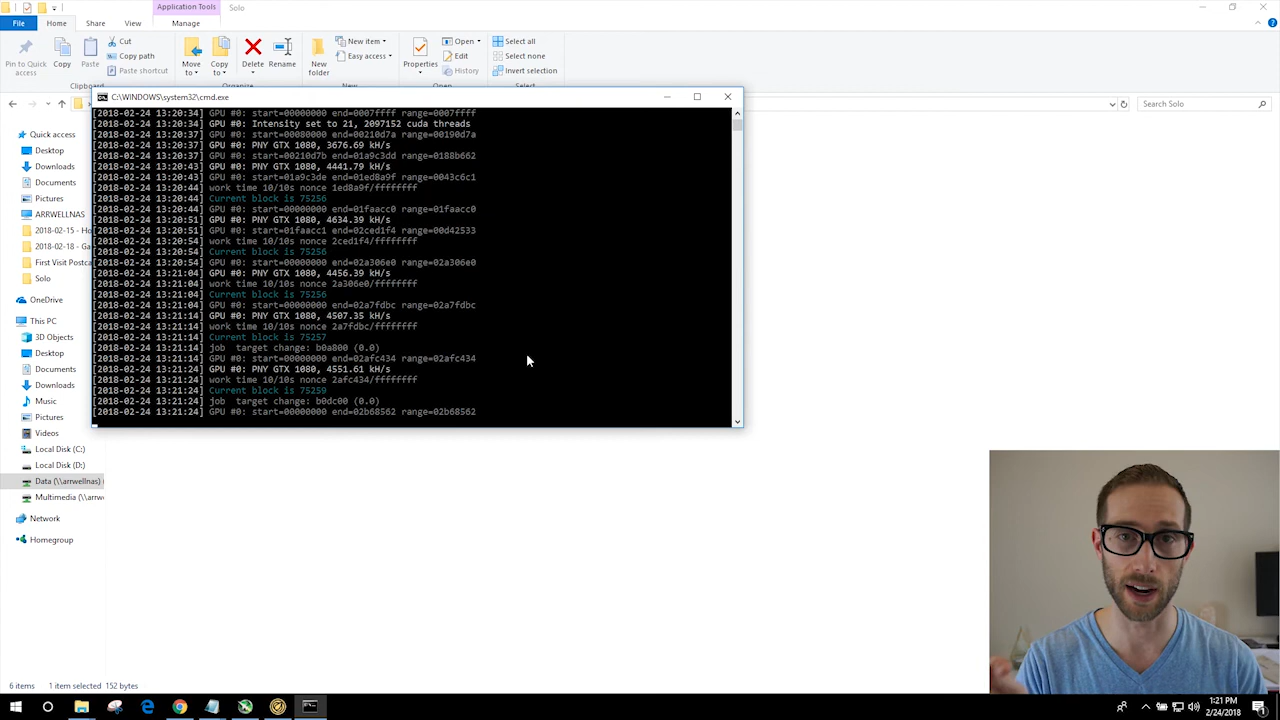 Application Tools
Solo
File
Home
Share
View
Manage
Pin to Quick access
Copy
Paste
Cut
Copy path
Paste shortcut
Move to
Copy to
Delete
Rename
New folder
New item
Easy access
Properties
Open
Edit
History
Select all
Select none
Invert selection
Clipboard
Search Solo
Quick access
Desktop
Downloads
Documents
Pictures
ARRWELLNAS
2018-02-15 - Ho
2018-02-18 - Ga
First Visit Postca
Solo
OneDrive
This PC
3D Objects
Desktop
Documents
Downloads
Music
Pictures
Videos
Local Disk (C:)
Local Disk (D:)
Data (\\arrwellnas) (
Multimedia (\\arrwe
Network
Homegroup
C:\WINDOWS\system32\cmd.exe
[2018-02-24 13:20:34] GPU #0: start=00000000 end=0007ffff range=0007ffff
[2018-02-24 13:20:34] GPU #0: Intensity set to 21, 2097152 cuda threads
[2018-02-24 13:20:37] GPU #0: start=00080000 end=00210d7a range=00190d7a
[2018-02-24 13:20:37] GPU #0: PNY GTX 1080, 3676.69 kH/s
[2018-02-24 13:20:37] GPU #0: start=00210d7b end=01a9c3dd range=0188b662
[2018-02-24 13:20:43] GPU #0: PNY GTX 1080, 4441.79 kH/s
[2018-02-24 13:20:43] GPU #0: start=01a9c3de end=01ed8a9f range=0043c6c1
[2018-02-24 13:20:44] work time 10/10s nonce 1ed8a9f/ffffffff
[2018-02-24 13:20:44] Current block is 75256
[2018-02-24 13:20:44] GPU #0: start=00000000 end=01faacc0 range=01faacc0
[2018-02-24 13:20:51] GPU #0: PNY GTX 1080, 4634.39 kH/s
[2018-02-24 13:20:51] GPU #0: start=01faacc1 end=02ced1f4 range=00d42533
[2018-02-24 13:20:54] work time 10/10s nonce 2ced1f4/ffffffff
[2018-02-24 13:20:54] Current block is 75256
[2018-02-24 13:20:54] GPU #0: start=00000000 end=02a306e0 range=02a306e0
[2018-02-24 13:21:04] GPU #0: PNY GTX 1080, 4456.39 kH/s
[2018-02-24 13:21:04] work time 10/10s nonce 2a306e0/ffffffff
[2018-02-24 13:21:04] Current block is 75256
[2018-02-24 13:21:04] GPU #0: start=00000000 end=02a7fdbc range=02a7fdbc
[2018-02-24 13:21:14] GPU #0: PNY GTX 1080, 4507.35 kH/s
[2018-02-24 13:21:14] work time 10/10s nonce 2a7fdbc/ffffffff
[2018-02-24 13:21:14] Current block is 75257
[2018-02-24 13:21:14] job  target change: b0a800 (0.0)
[2018-02-24 13:21:14] GPU #0: start=00000000 end=02afc434 range=02afc434
[2018-02-24 13:21:24] GPU #0: PNY GTX 1080, 4551.61 kH/s
[2018-02-24 13:21:24] work time 10/10s nonce 2afc434/ffffffff
[2018-02-24 13:21:24] Current block is 75259
[2018-02-24 13:21:24] job  target change: b0dc00 (0.0)
[2018-02-24 13:21:24] GPU #0: start=00000000 end=02b68562 range=02b68562
6 items
1 item selected 152 bytes
1:21 PM
2/24/2018